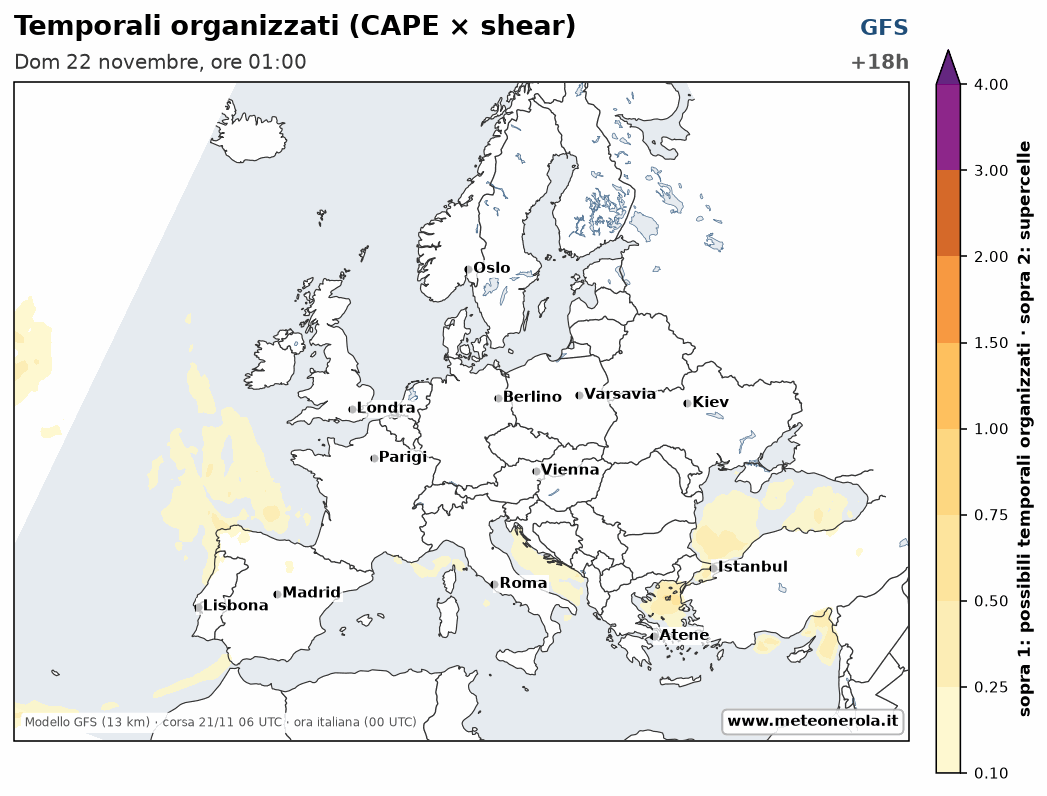 Temporali organizzati (CAPE × shear)
GFS
Dom 22 novembre, ore 01:00
+18h
4.00
3.00
2.00
1.50
1.00
0.75
0.50
0.25
0.10
sopra 1: possibili temporali organizzati · sopra 2: supercelle
Oslo
Berlino
Varsavia
Kiev
Londra
Parigi
Vienna
Istanbul
Roma
Madrid
Lisbona
Atene
Modello GFS (13 km) · corsa 21/11 06 UTC · ora italiana (00 UTC)
www.meteonerola.it